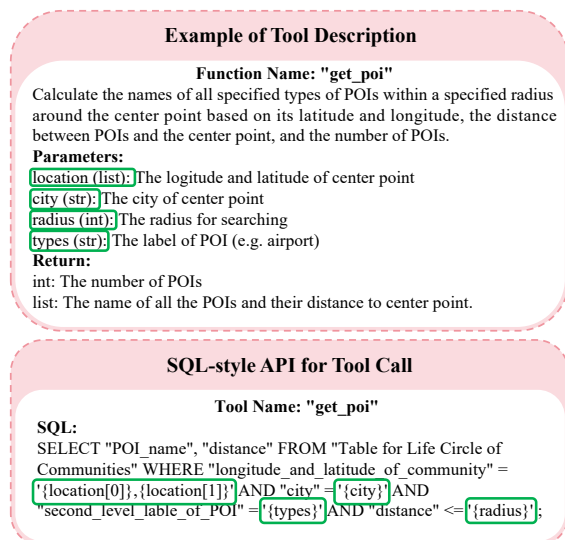 Example of Tool Description
Function Name: "get_poi"
Calculate the names of all specified types of POIs within a specified radius
around the center point based on its latitude and longitude, the distance
between POIs and the center point, and the number of POIs.
Parameters:
location (list): The logitude and latitude of center point
city (str): The city of center point
radius (int): The radius for searching
types (str): The label of POI (e.g. airport)
Return:
int: The number of POIs
list: The name of all the POIs and their distance to center point.
SQL-style API for Tool Call
Tool Name: "get_poi"
SQL:
SELECT "POI_name", "distance" FROM "Table for Life Circle of
Communities" WHERE "longitude_and_latitude_of_community" =
'{location[0]},{location[1]}' AND "city" = '{city}' AND
"second_level_lable_of_POI" = '{types}' AND "distance" <= '{radius}' ;